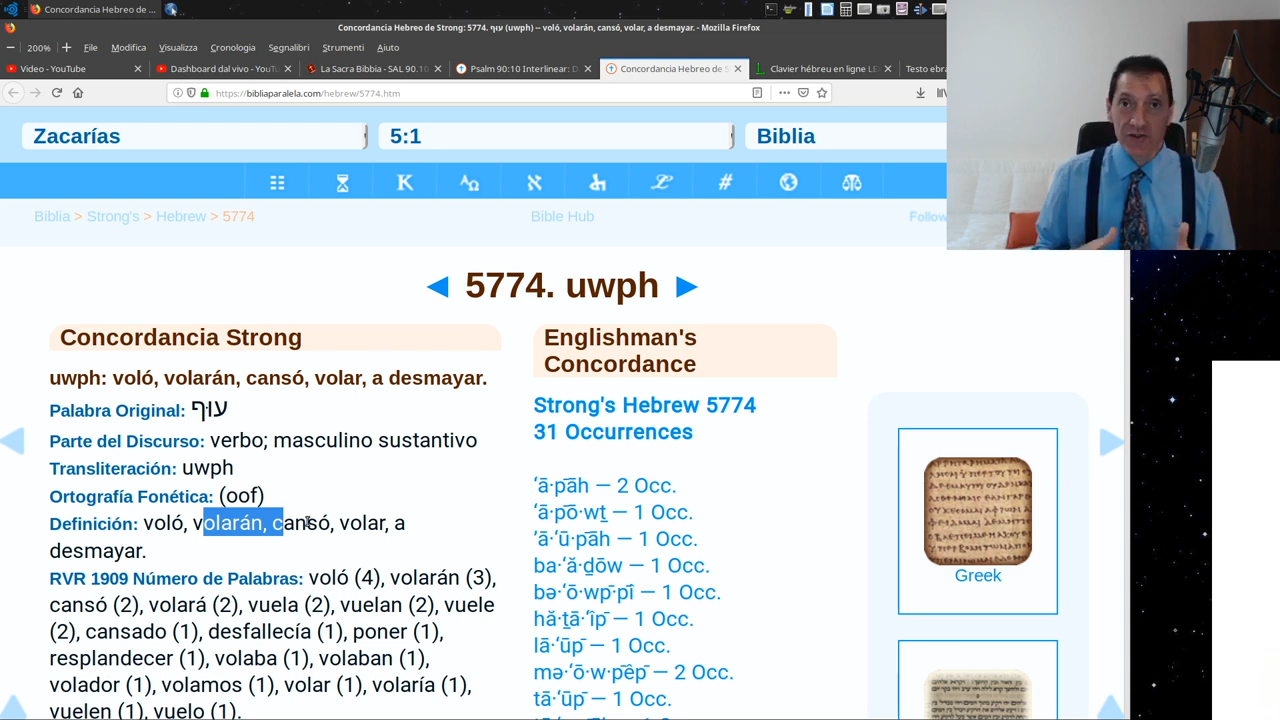 Concordancia Hebreo de ...
Concordancia Hebreo de Strong: 5774. עוּף (uwph) -- voló, volarán, cansó, volar, a desmayar. - Mozilla Firefox
200% File Modifica Visualizza Cronologia Segnalibri Strumenti Aiuto
Video - YouTube
Dashboard dal vivo - YouTu
La Sacra Bibbia - SAL 90.10
Psalm 90:10 Interlinear: D
Concordancia Hebreo de S
Clavier hébreu en ligne LE
Testo ebra
https://bibliaparalela.com/hebrew/5774.htm
Zacarías 5:1 Biblia
Biblia > Strong's > Hebrew > 5774
Bible Hub
Follow
◄ 5774. uwph ►
Concordancia Strong
uwph: voló, volarán, cansó, volar, a desmayar.
Palabra Original: עוּף
Parte del Discurso: verbo; masculino sustantivo
Transliteración: uwph
Ortografía Fonética: (oof)
Definición: voló, volarán, cansó, volar, a
desmayar.
RVR 1909 Número de Palabras: voló (4), volarán (3),
cansó (2), volará (2), vuela (2), vuelan (2), vuele
(2), cansado (1), desfallecía (1), poner (1),
resplandecer (1), volaba (1), volaban (1),
volador (1), volamos (1), volar (1), volaría (1),
vuelen (1), vuelo (1).
Englishman's
Concordance
Strong's Hebrew 5774
31 Occurrences
’ā·p̄āh — 2 Occ.
‘ā·p̄ō·wṯ — 1 Occ.
’ā·‘ū·p̄āh — 1 Occ.
ba·‘ă·ḏōw — 1 Occ.
bə·‘ō·wp̄·p̄î — 1 Occ.
hă·ṯā·‘îp̄ — 1 Occ.
lā·‘ūp̄ — 1 Occ.
mə·‘ō·w·p̄êp̄ — 2 Occ.
tā·‘ūp̄ — 1 Occ.
Greek